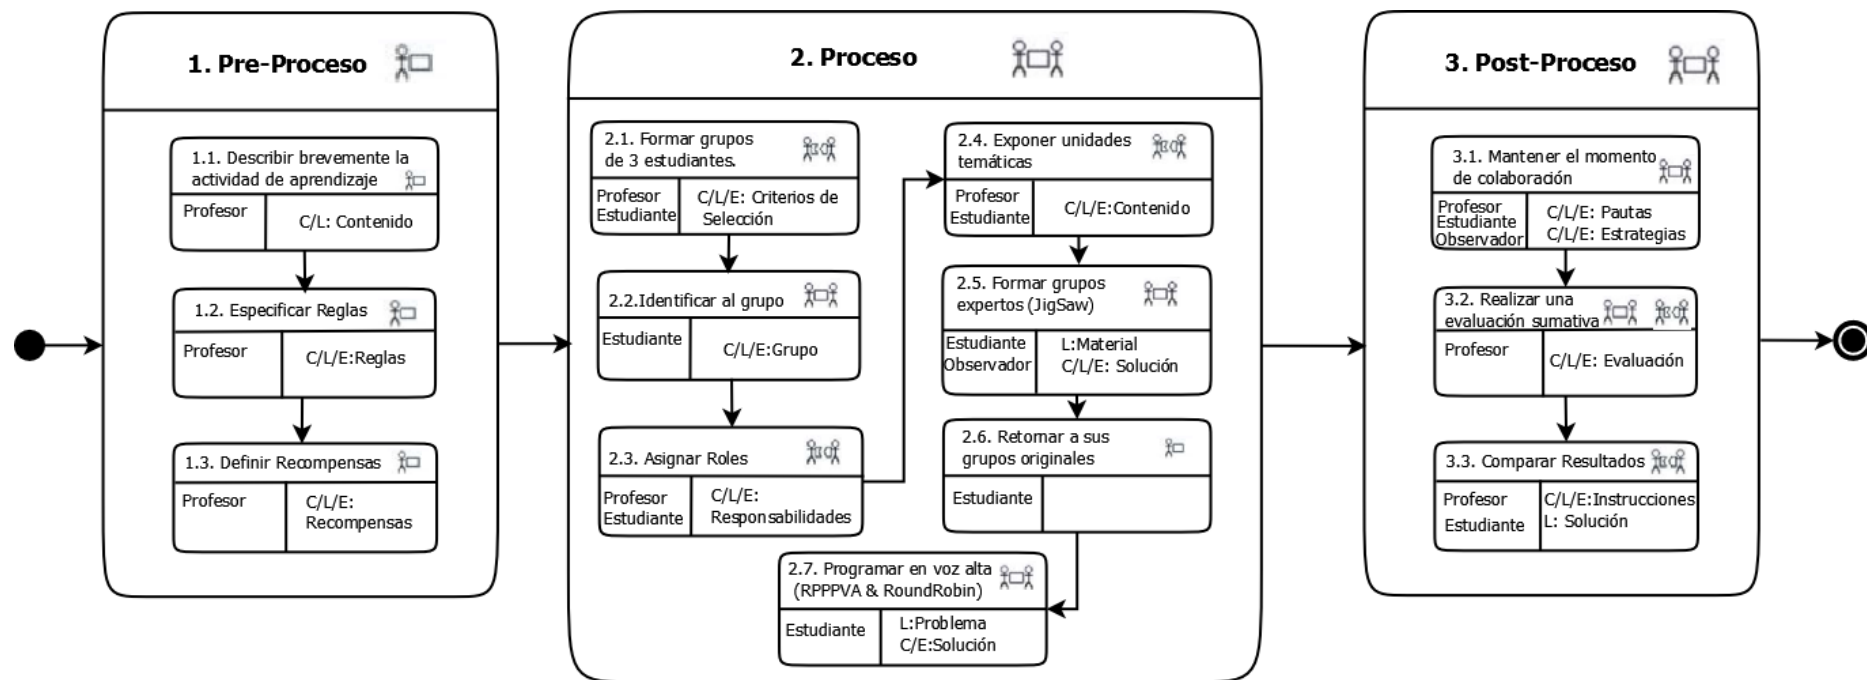 1. Pre-Proceso
1.1. Describir brevemente la
actividad de aprendizaje
Profesor
C/L: Contenido
1.2. Especificar Reglas
Profesor
C/L/E:Reglas
1.3. Definir Recompensas
Profesor
C/L/E:
Recompensas
2. Proceso
2.1. Formar grupos
de 3 estudiantes.
Profesor
Estudiante
C/L/E: Criterios de
Selección
2.2.Identificar al grupo
Estudiante
C/L/E:Grupo
2.3. Asignar Roles
Profesor
Estudiante
C/L/E:
Responsabilidades
2.4. Exponer unidades
temáticas
Profesor
Estudiante
C/L/E:Contenido
2.5. Formar grupos
expertos (JigSaw)
Estudiante
Observador
L:Material
C/L/E: Solución
2.6. Retornar a sus
grupos originales
Estudiante
2.7. Programar en voz alta
(RPPPVA & RoundRobin)
Estudiante
L:Problema
C/E:Solución
3. Post-Proceso
3.1. Mantener el momento
de colaboración
Profesor
Estudiante
Observador
C/L/E: Pautas
C/L/E: Estrategias
3.2. Realizar una
evaluación sumativa
Profesor
C/L/E: Evaluación
3.3. Comparar Resultados
Profesor
Estudiante
C/L/E:Instrucciones
L: Solución